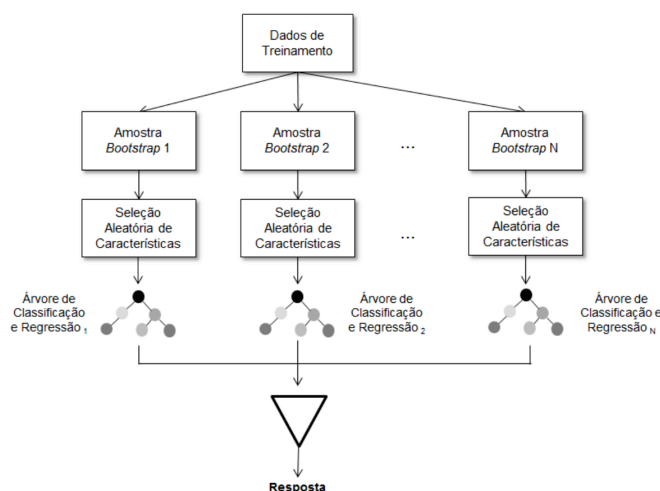 Dados de
Treinamento
Amostra
Bootstrap 1
Amostra
Bootstrap 2
...
Amostra
Bootstrap N
Seleção
Aleatória de
Características
Seleção
Aleatória de
Características
...
Seleção
Aleatória de
Características
Árvore de
Classificação
e Regressão 1
Árvore de
Classificação
e Regressão 2
Árvore de
Classificação e
Regressão N
Resposta